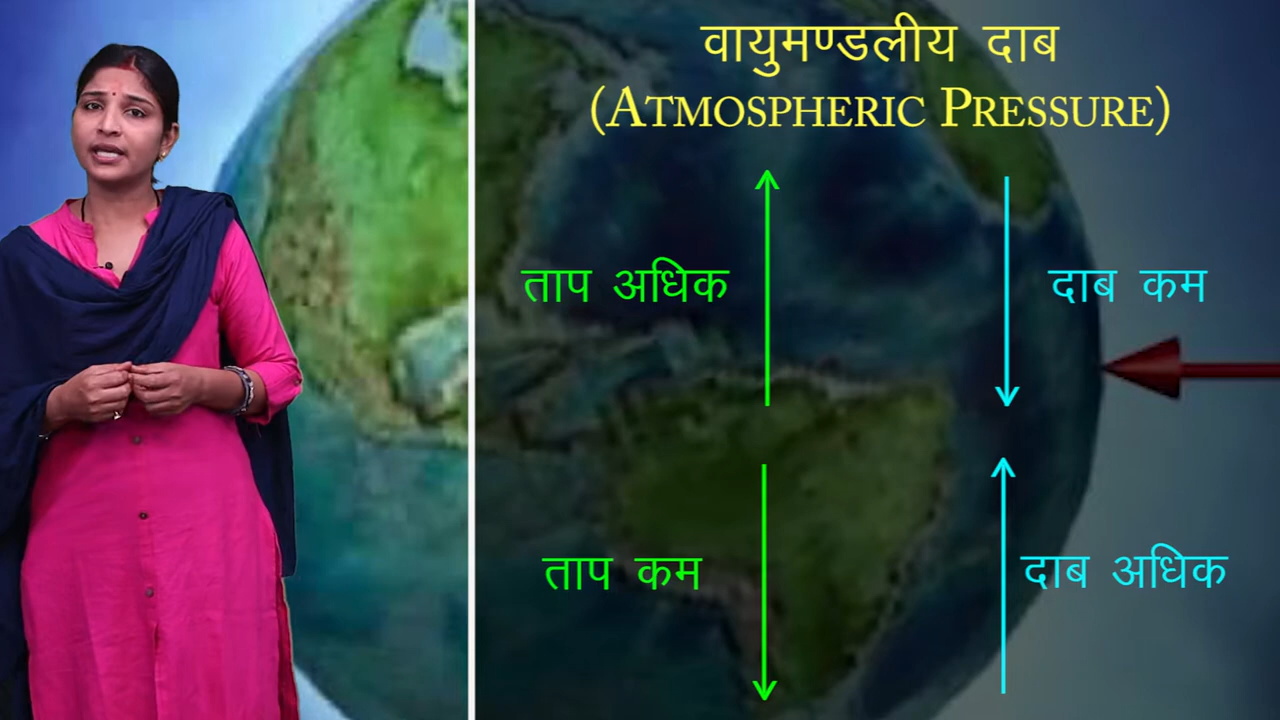 वायुमण्डलीय दाब
(ATMOSPHERIC PRESSURE)
ताप अधिक
दाब कम
ताप कम
दाब अधिक